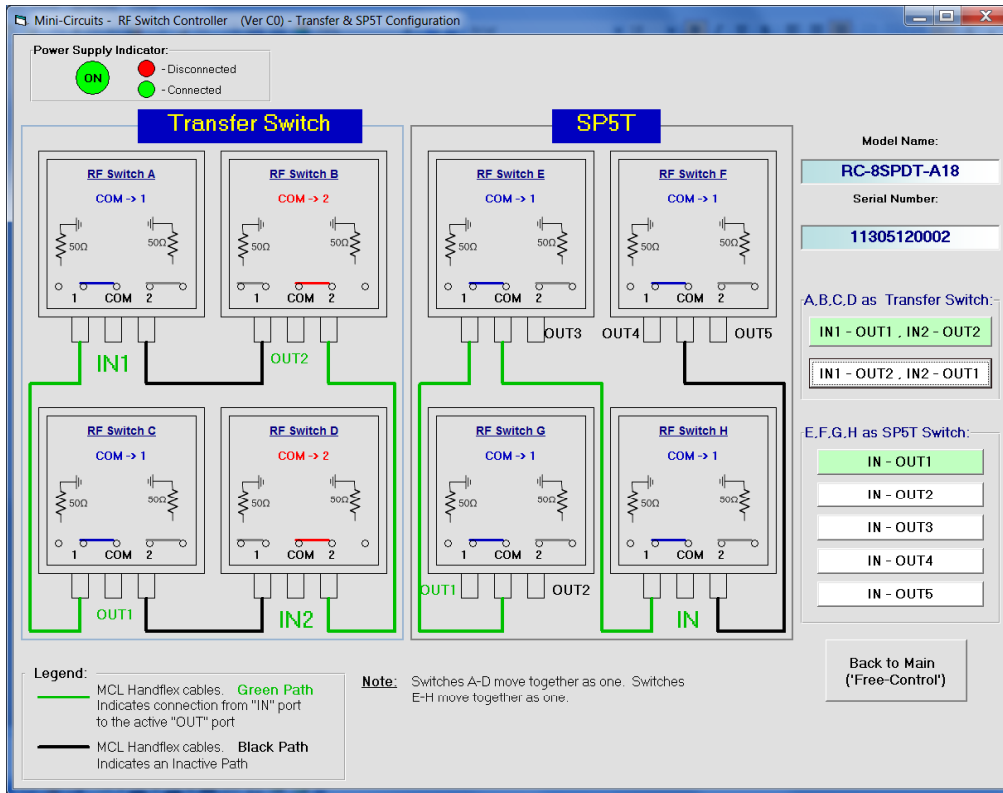 Mini-Circuits - RF Switch Controller (Ver C0) - Transfer & SP5T Configuration
Power Supply Indicator:
ON
- Disconnected
- Connected
Transfer Switch
RF Switch A
COM -> 1
50Ω 50Ω
1 COM 2
RF Switch B
COM -> 2
50Ω 50Ω
1 COM 2
IN1
OUT2
RF Switch C
COM -> 1
50Ω 50Ω
1 COM 2
RF Switch D
COM -> 2
50Ω 50Ω
1 COM 2
OUT1
IN2
SP5T
RF Switch E
COM -> 1
50Ω 50Ω
1 COM 2
RF Switch F
COM -> 1
50Ω 50Ω
1 COM 2
OUT3
OUT4
OUT5
RF Switch G
COM -> 1
50Ω 50Ω
1 COM 2
RF Switch H
COM -> 1
50Ω 50Ω
1 COM 2
OUT1
OUT2
IN
Model Name:
RC-8SPDT-A18
Serial Number:
11305120002
A,B,C,D as Transfer Switch:
IN1 - OUT1 , IN2 - OUT2
IN1 - OUT2 , IN2 - OUT1
E,F,G,H as SP5T Switch:
IN - OUT1
IN - OUT2
IN - OUT3
IN - OUT4
IN - OUT5
Back to Main
('Free-Control')
Legend:
MCL Handflex cables. Green Path
Indicates connection from "IN" port
to the active "OUT" port
MCL Handflex cables. Black Path
Indicates an Inactive Path
Note: Switches A-D move together as one. Switches
E-H move together as one.